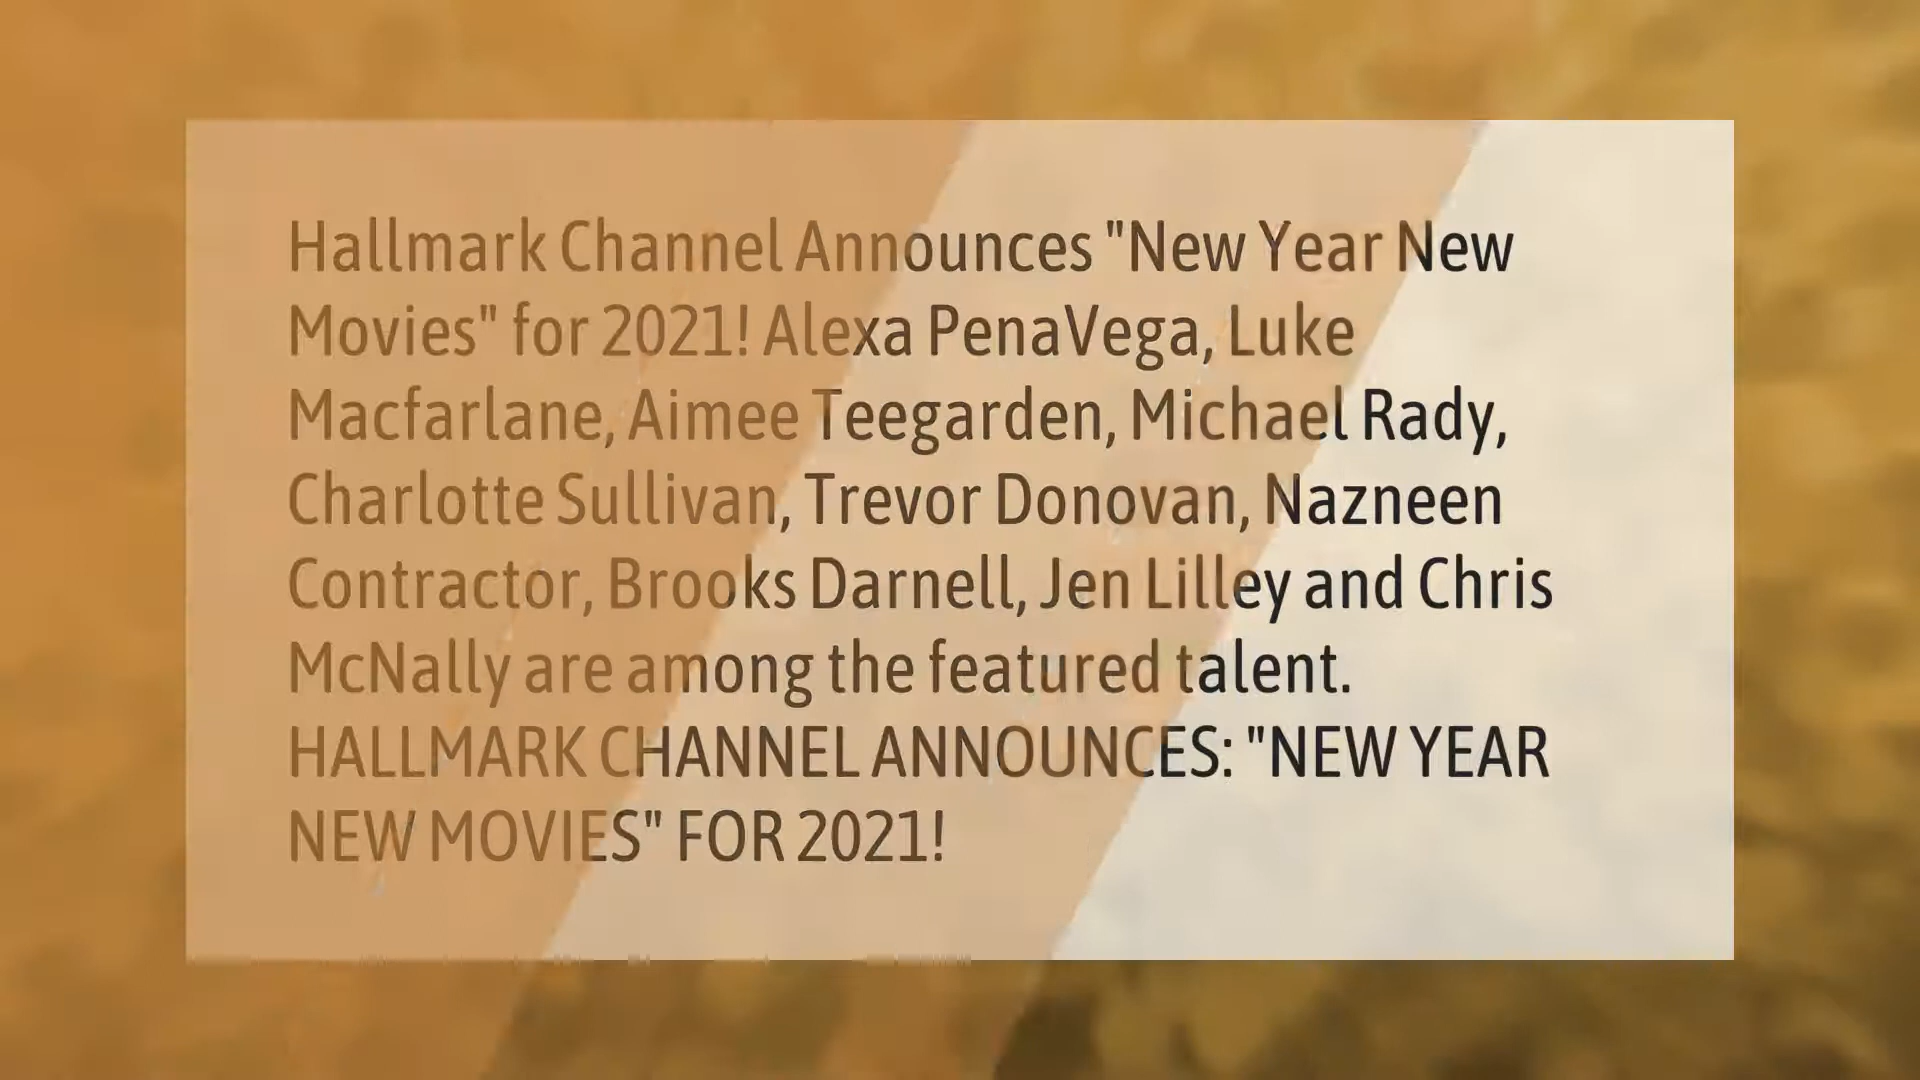 Hallmark Channel Announces "New Year New
Movies" for 2021! Alexa PenaVega, Luke
Macfarlane, Aimee Teegarden, Michael Rady,
Charlotte Sullivan, Trevor Donovan, Nazneen
Contractor, Brooks Darnell, Jen Lilley and Chris
McNally are among the featured talent.
HALLMARK CHANNEL ANNOUNCES: "NEW YEAR
NEW MOVIES" FOR 2021!